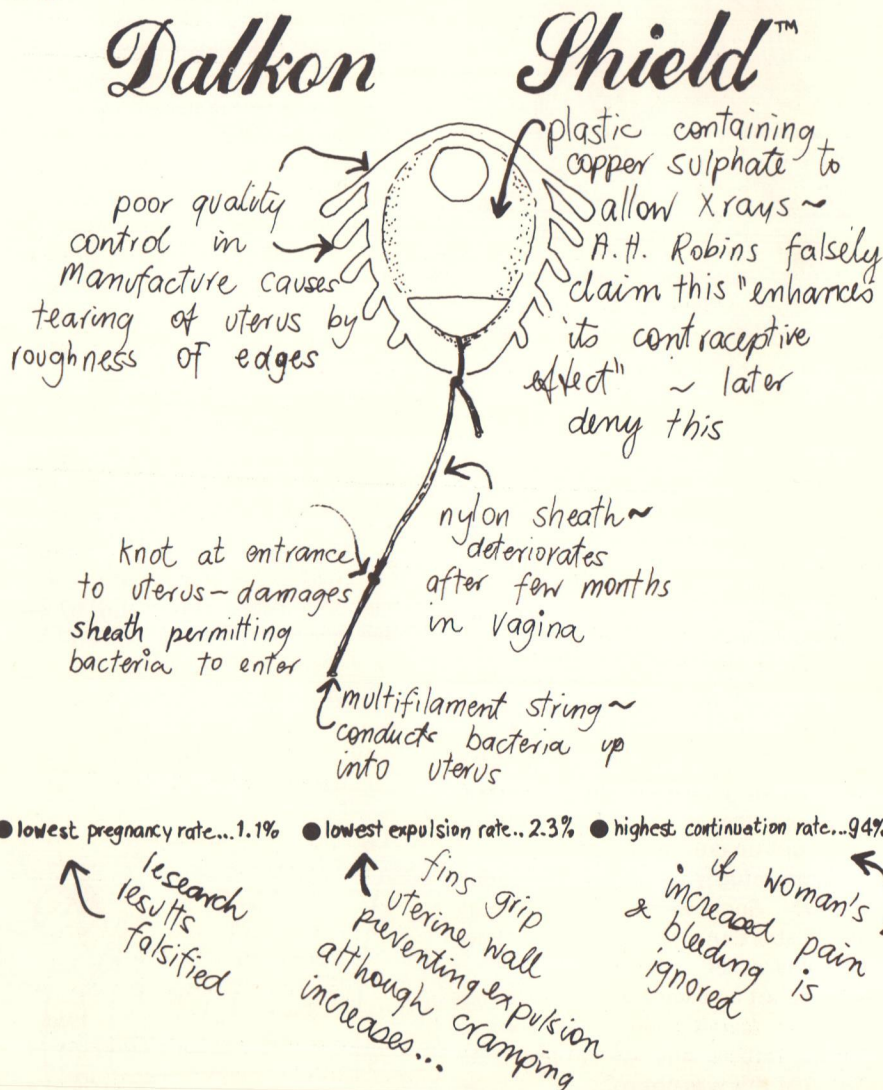 Dalkon Shield™
plastic containing
copper sulphate to
allow Xrays ~
A.H. Robins falsely
claim this "enhances
its contraceptive
effect" ~ later
deny this
poor quality
control in
manufacture causes
tearing of uterus by
roughness of edges
nylon sheath ~
deteriorates
after few months
in vagina
knot at entrance
to uterus ~ damages
sheath permitting
bacteria to enter
multifilament string ~
conducts bacteria up
into uterus
● lowest pregnancy rate...1.1% ● lowest expulsion rate..2.3% ● highest continuation rate...94%
research
results
falsified
fins grip
uterine wall
preventing expulsion
although cramping
increases...
if woman's
increased pain
& bleeding is
ignored